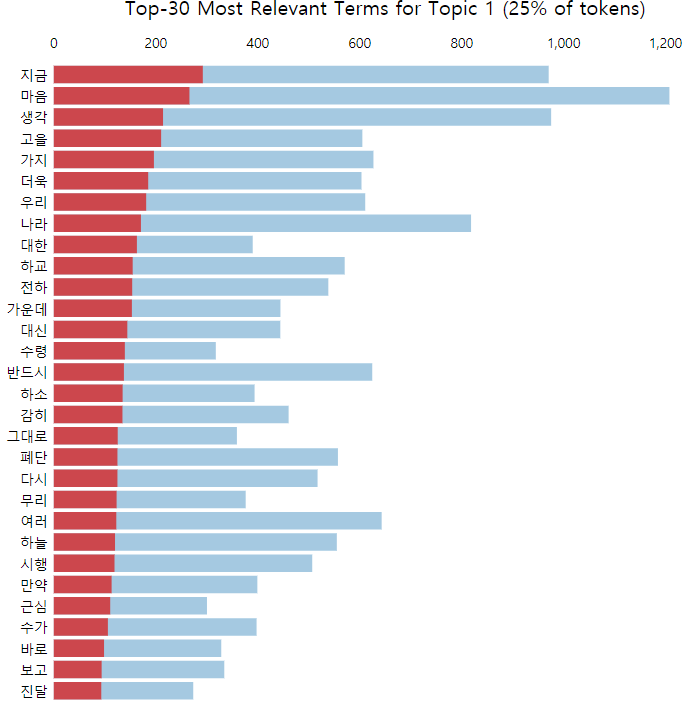 Top-30 Most Relevant Terms for Topic 1 (25% of tokens)
0 200 400 600 800 1,000 1,200
지금
마음
생각
고을
가지
더욱
우리
나라
대한
하교
전하
가운데
대신
수령
반드시
하소
감히
그대로
폐단
다시
무리
여러
하늘
시행
만약
근심
수가
바로
보고
진달